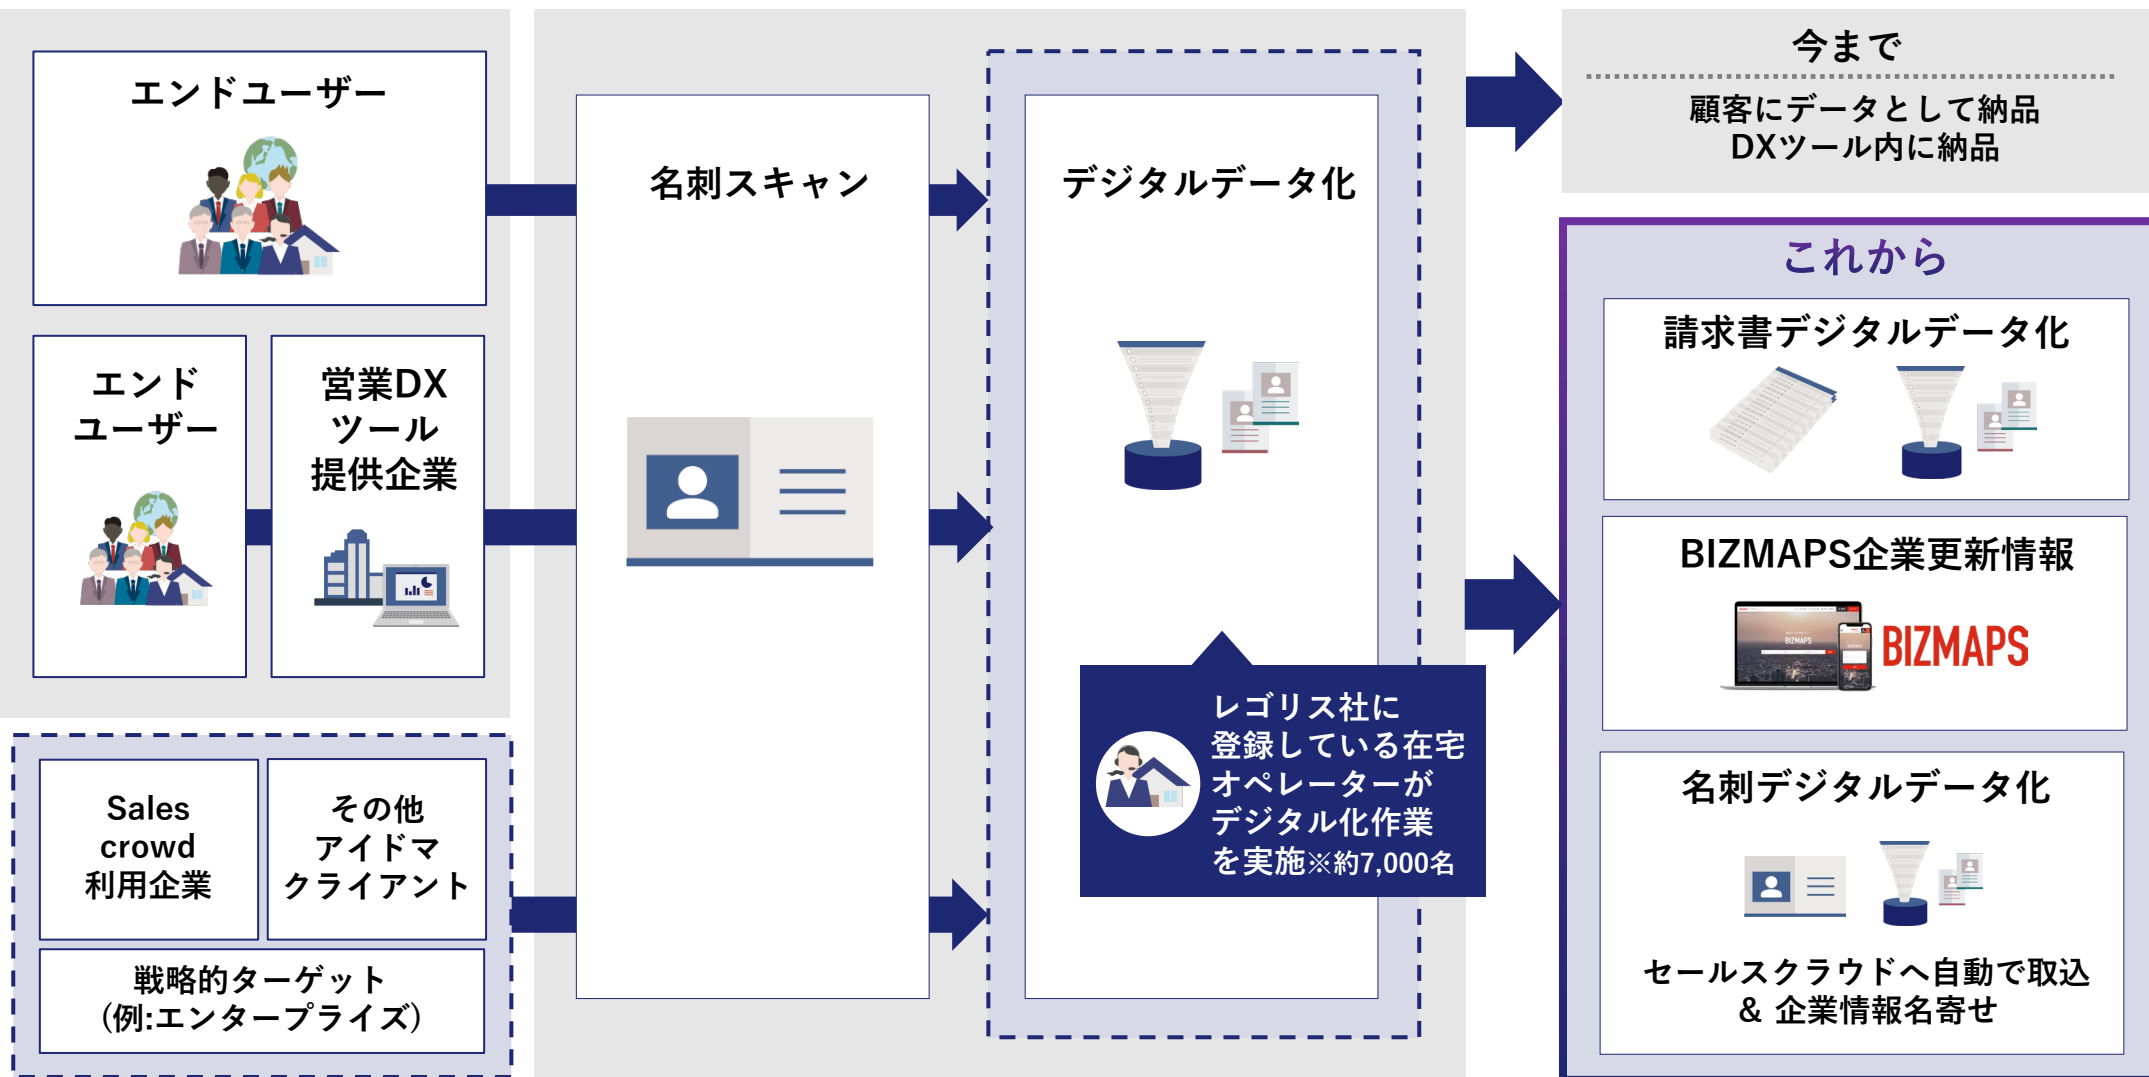 エンドユーザー
エンド
ユーザー
営業DX
ツール
提供企業
Sales
crowd
利用企業
その他
アイドマ
クライアント
戦略的ターゲット
(例:エンタープライズ)
名刺スキャン
デジタルデータ化
レゴリス社に
登録している在宅
オペレーターが
デジタル化作業
を実施※約7,000名
今まで
顧客にデータとして納品
DXツール内に納品
これから
請求書デジタルデータ化
BIZMAPS企業更新情報
BIZMAPS
BIZMAPS
名刺デジタルデータ化
セールスクラウドへ自動で取込
& 企業情報名寄せ